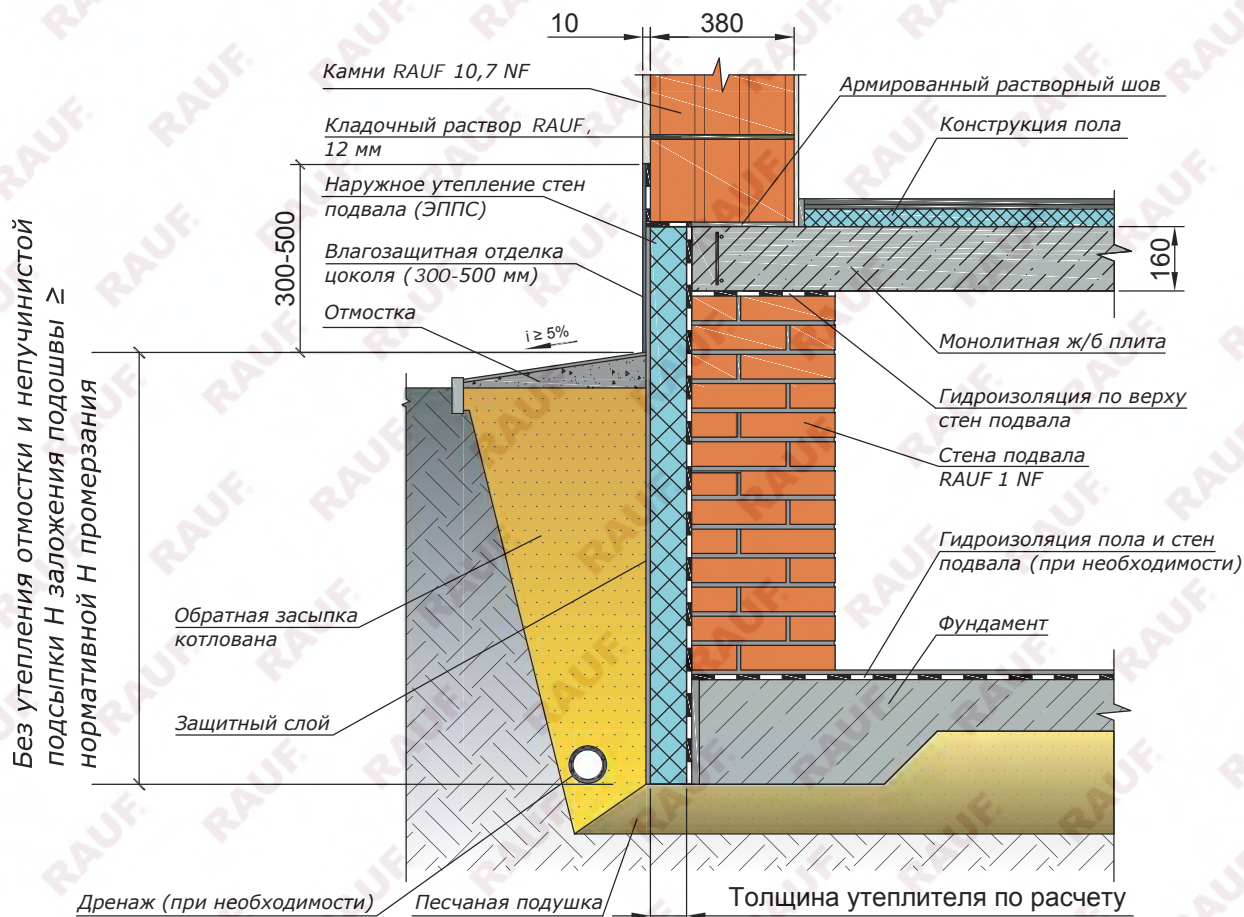 10
380
Камни RAUF 10,7 NF
Армированный растворный шов
Кладочный раствор RAUF,
12 мм
Конструкция пола
Наружное утепление стен
подвала (ЭППС)
300-500
Влагозащитная отделка
цоколя (300-500 мм)
160
Отмостка
i ≥ 5%
Монолитная ж/б плита
Гидроизоляция по верху
стен подвала
Стена подвала
RAUF 1 NF
Без утепления отмостки и непучинистой
подсыпки Н заложения подошвы ≥
нормативной Н промерзания
Гидроизоляция пола и стен
подвала (при необходимости)
Обратная засыпка
котлована
Фундамент
Защитный слой
Дренаж (при необходимости)
Песчаная подушка
Толщина утеплителя по расчету
RAUF